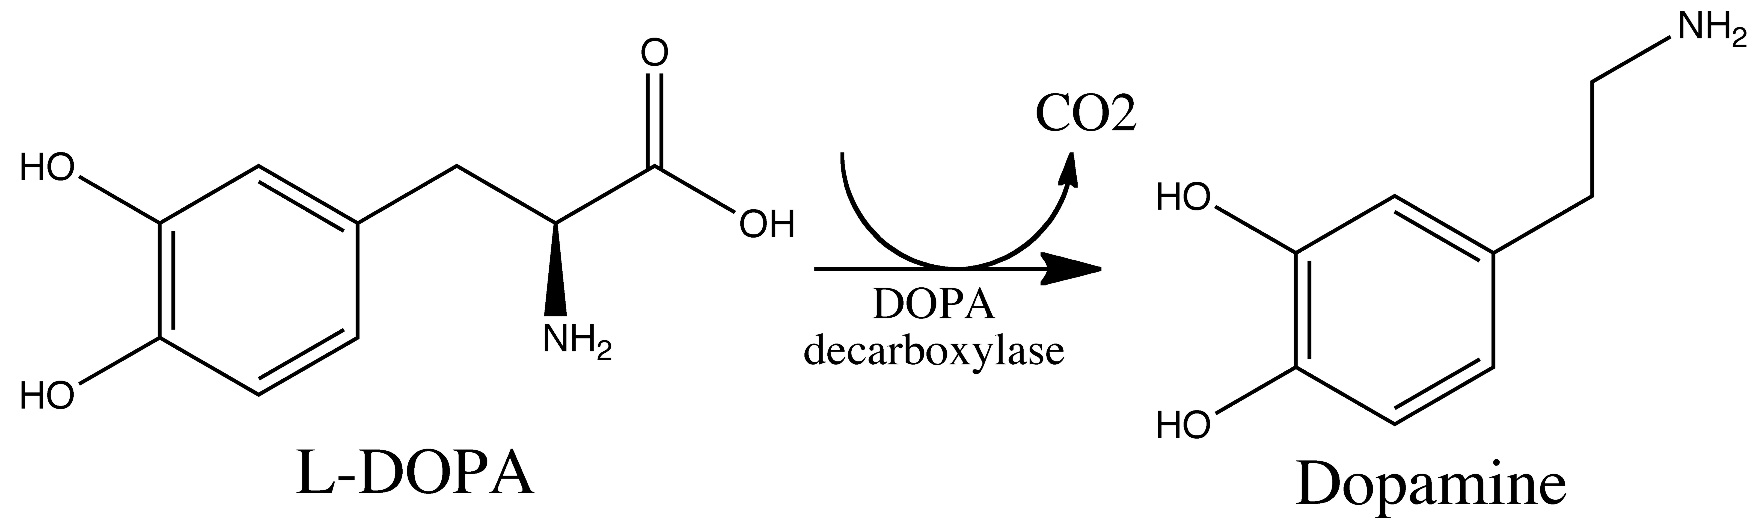 O
HO
OH
NH2
HO
L-DOPA
CO2
DOPA
decarboxylase
NH2
HO
HO
Dopamine